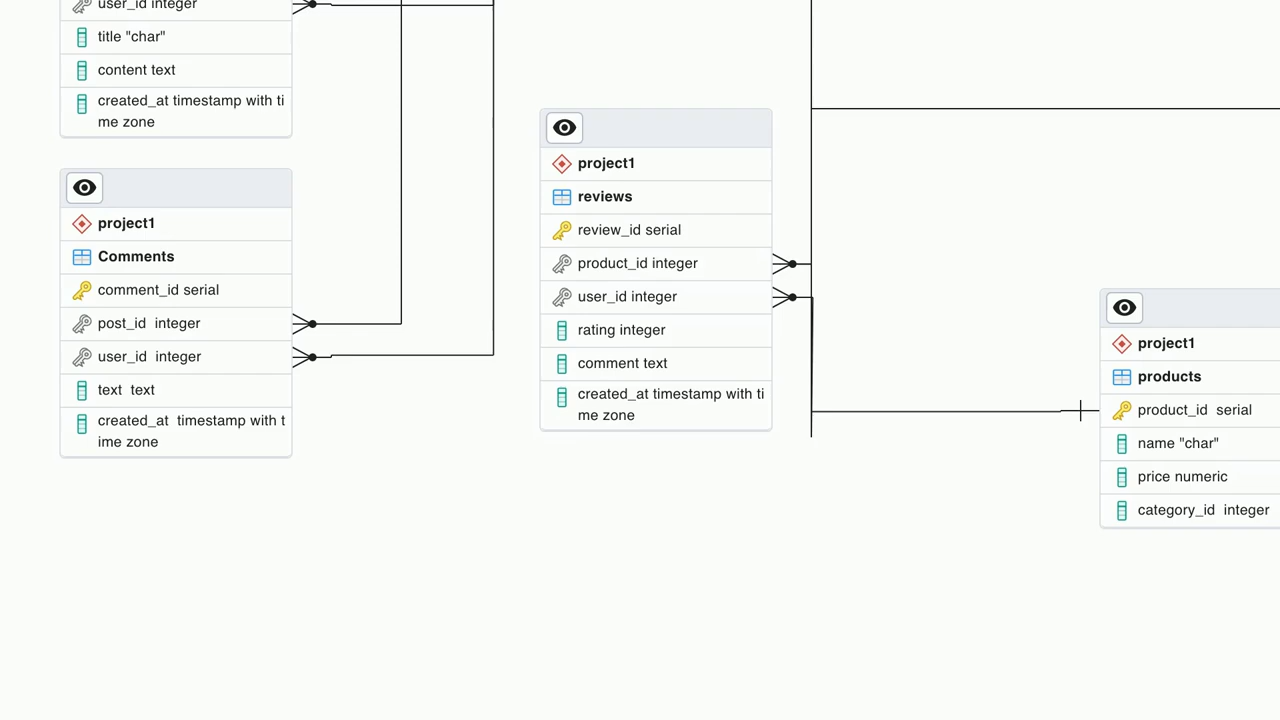 user_id integer
title "char"
content text
created_at timestamp with ti
me zone
project1
Comments
comment_id serial
post_id  integer
user_id  integer
text  text
created_at  timestamp with t
ime zone
project1
reviews
review_id serial
product_id integer
user_id integer
rating integer
comment text
created_at timestamp with ti
me zone
project1
products
product_id  serial
name "char"
price numeric
category_id  integer